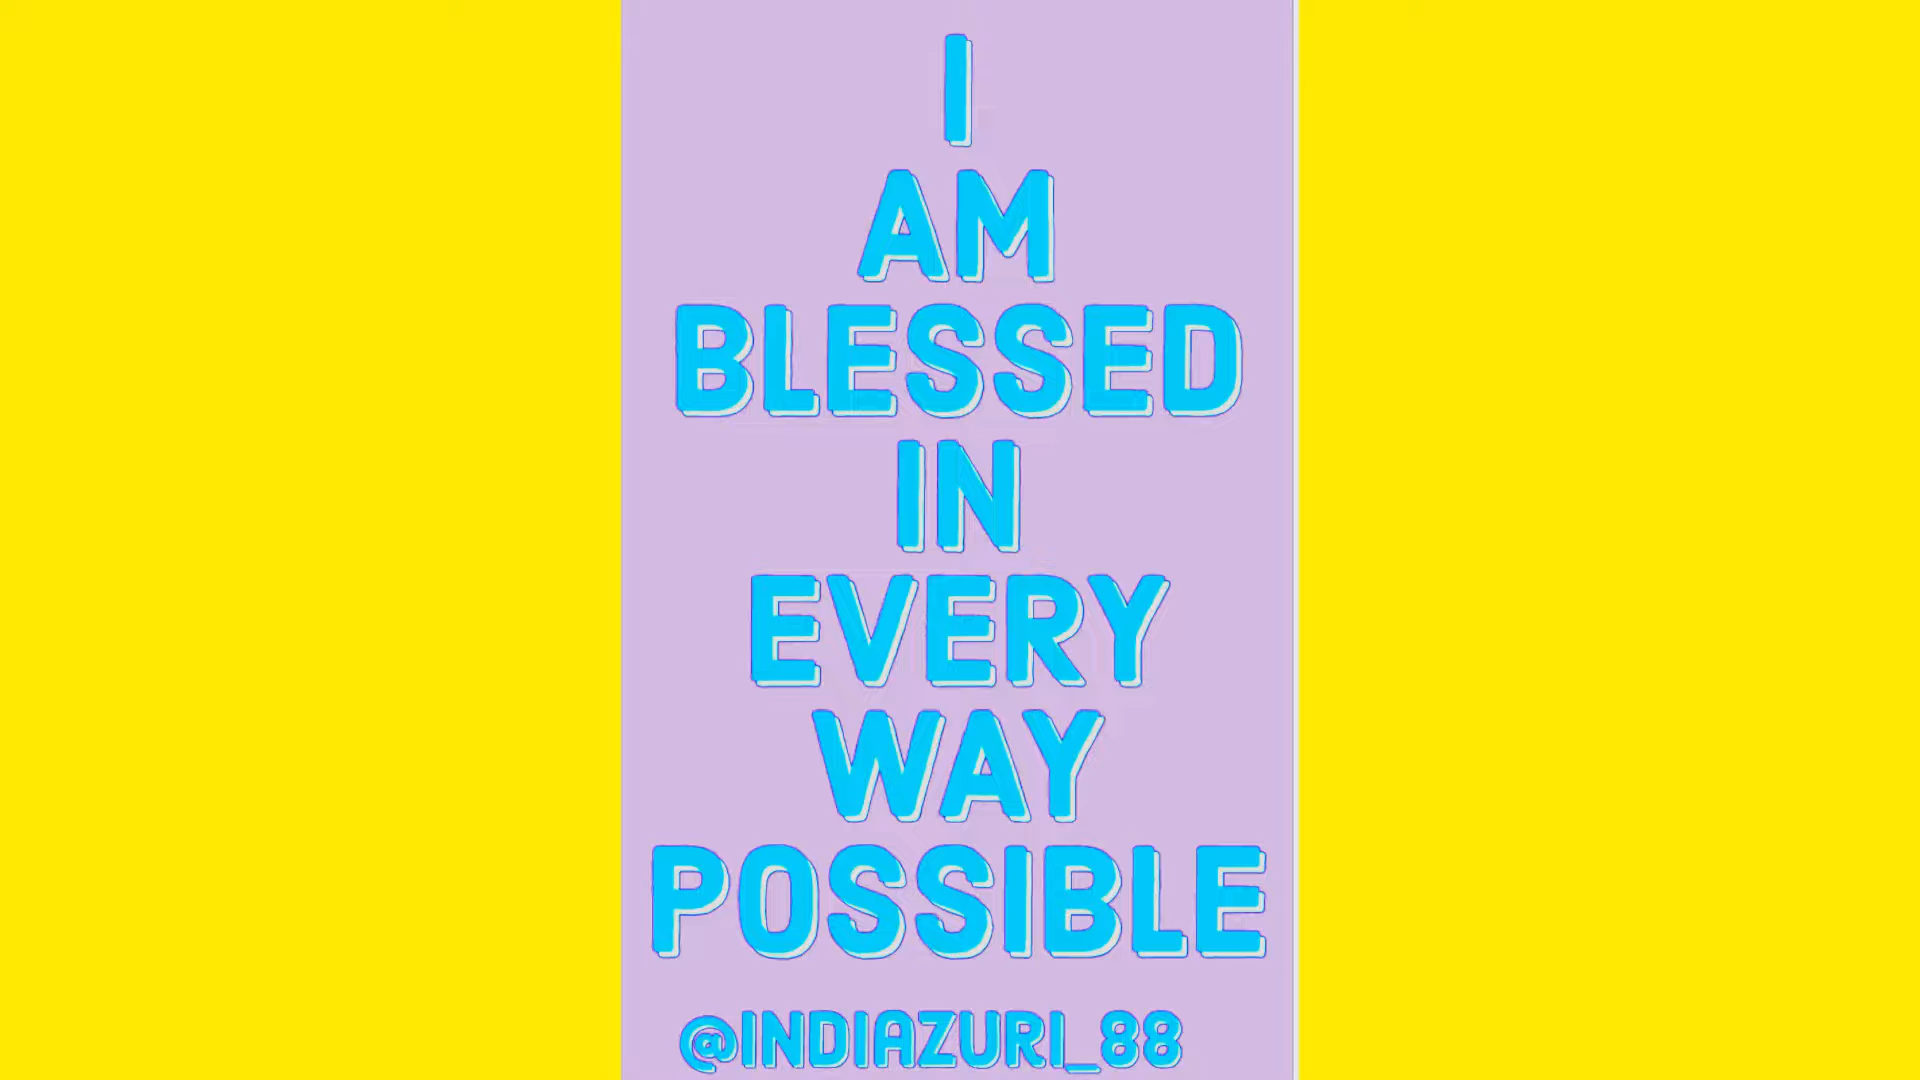 I
AM
BLESSED
IN
EVERY
WAY
POSSIBLE
@INDIAZURI_88